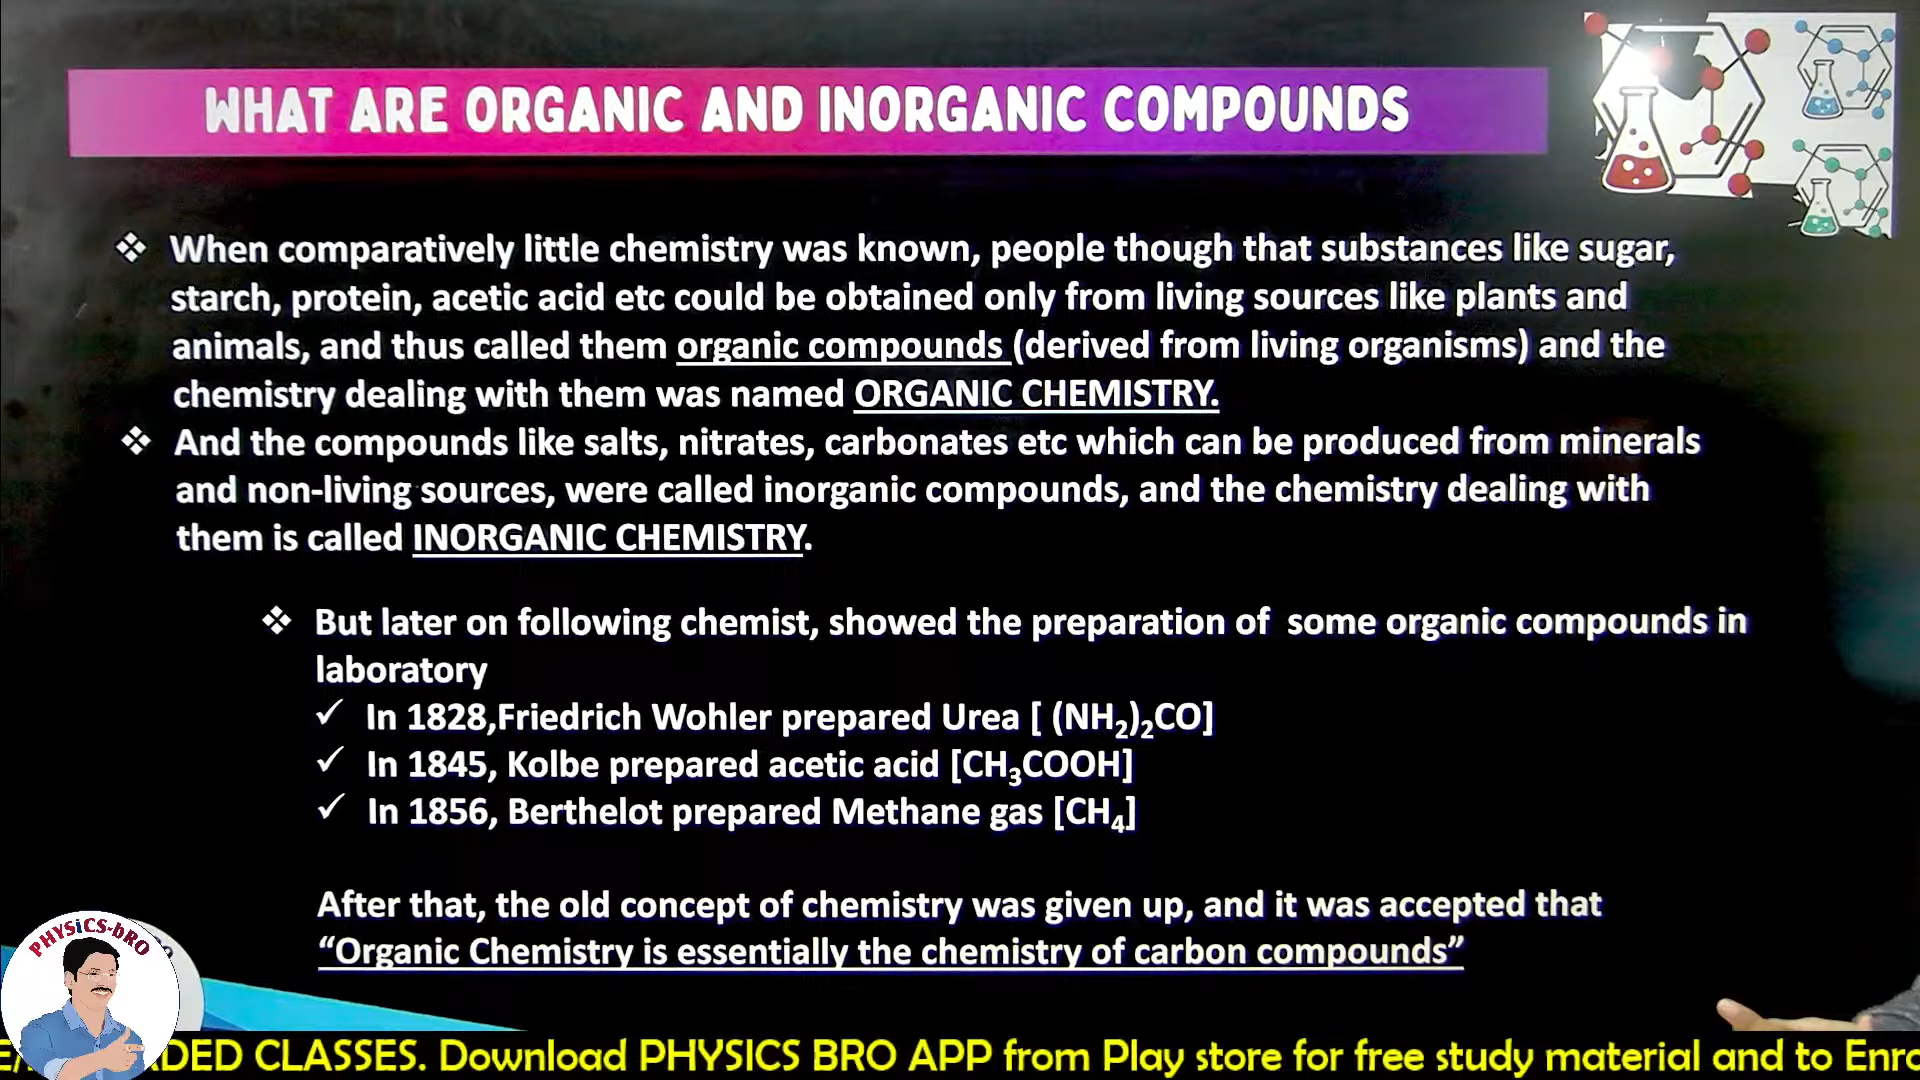 WHAT ARE ORGANIC AND INORGANIC COMPOUNDS
❖ When comparatively little chemistry was known, people though that substances like sugar,
starch, protein, acetic acid etc could be obtained only from living sources like plants and
animals, and thus called them organic compounds (derived from living organisms) and the
chemistry dealing with them was named ORGANIC CHEMISTRY.
❖ And the compounds like salts, nitrates, carbonates etc which can be produced from minerals
and non-living sources, were called inorganic compounds, and the chemistry dealing with
them is called INORGANIC CHEMISTRY.
❖ But later on following chemist, showed the preparation of some organic compounds in
laboratory
✓ In 1828,Friedrich Wohler prepared Urea [ (NH₂)₂CO]
✓ In 1845, Kolbe prepared acetic acid [CH₃COOH]
✓ In 1856, Berthelot prepared Methane gas [CH₄]
After that, the old concept of chemistry was given up, and it was accepted that
“Organic Chemistry is essentially the chemistry of carbon compounds”
PHYSiCS-bRO
DED CLASSES. Download PHYSICS BRO APP from Play store for free study material and to Enro